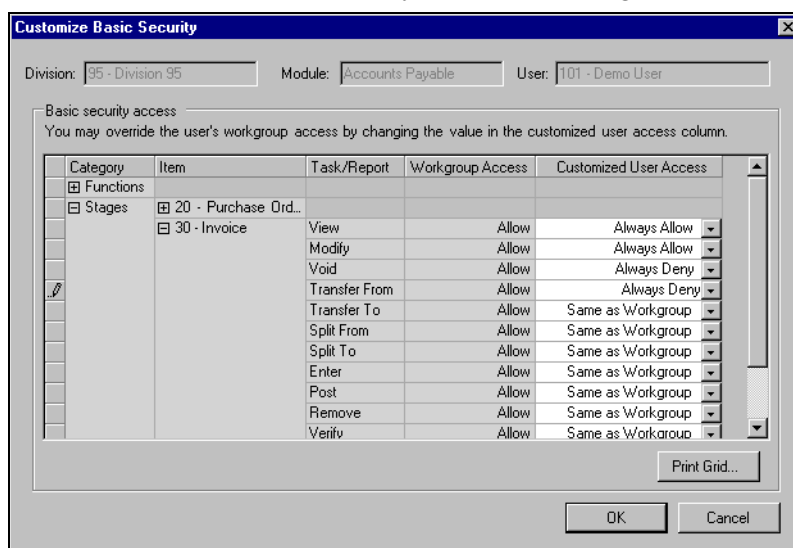 Customize Basic Security
Division: 95 - Division 95 Module: Accounts Payable User: 101 - Demo User
Basic security access
You may override the user's workgroup access by changing the value in the customized user access column.
Category Item Task/Report Workgroup Access Customized User Access
Functions
Stages 20 - Purchase Ord...
30 - Invoice View Allow Always Allow
Modify Allow Always Allow
Void Allow Always Deny
Transfer From Allow Always Deny
Transfer To Allow Same as Workgroup
Split From Allow Same as Workgroup
Split To Allow Same as Workgroup
Enter Allow Same as Workgroup
Post Allow Same as Workgroup
Remove Allow Same as Workgroup
Verify Allow Same as Workgroup
Print Grid...
OK Cancel